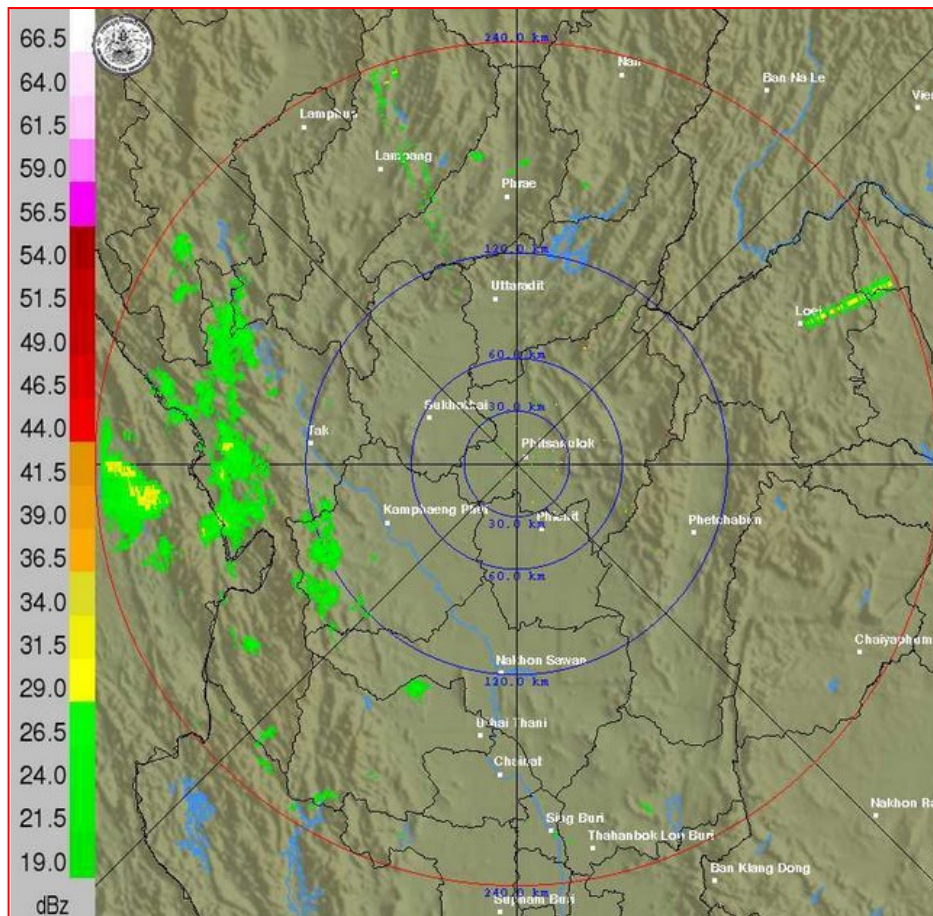 66.5
64.0
61.5
59.0
56.5
54.0
51.5
49.0
46.5
44.0
41.5
39.0
36.5
34.0
31.5
29.0
26.5
24.0
21.5
19.0
dBz
240.0 km
Nan
Ban Na Le
Lamphun
Lampang
Phrae
120.0 km
Uttaradit
Loei
60.0 km
30.0 km
Sukhothai
Tak
Phitsanulok
Kamphaeng Phet
Phichit
30.0 km
Phetchabun
60.0 km
Chaiyaphum
Nakhon Sawan
120.0 km
Uthai Thani
Chainat
Sing Buri
Thahanbok Lop Buri
Ban Klang Dong
240.0 km
Suphan Buri